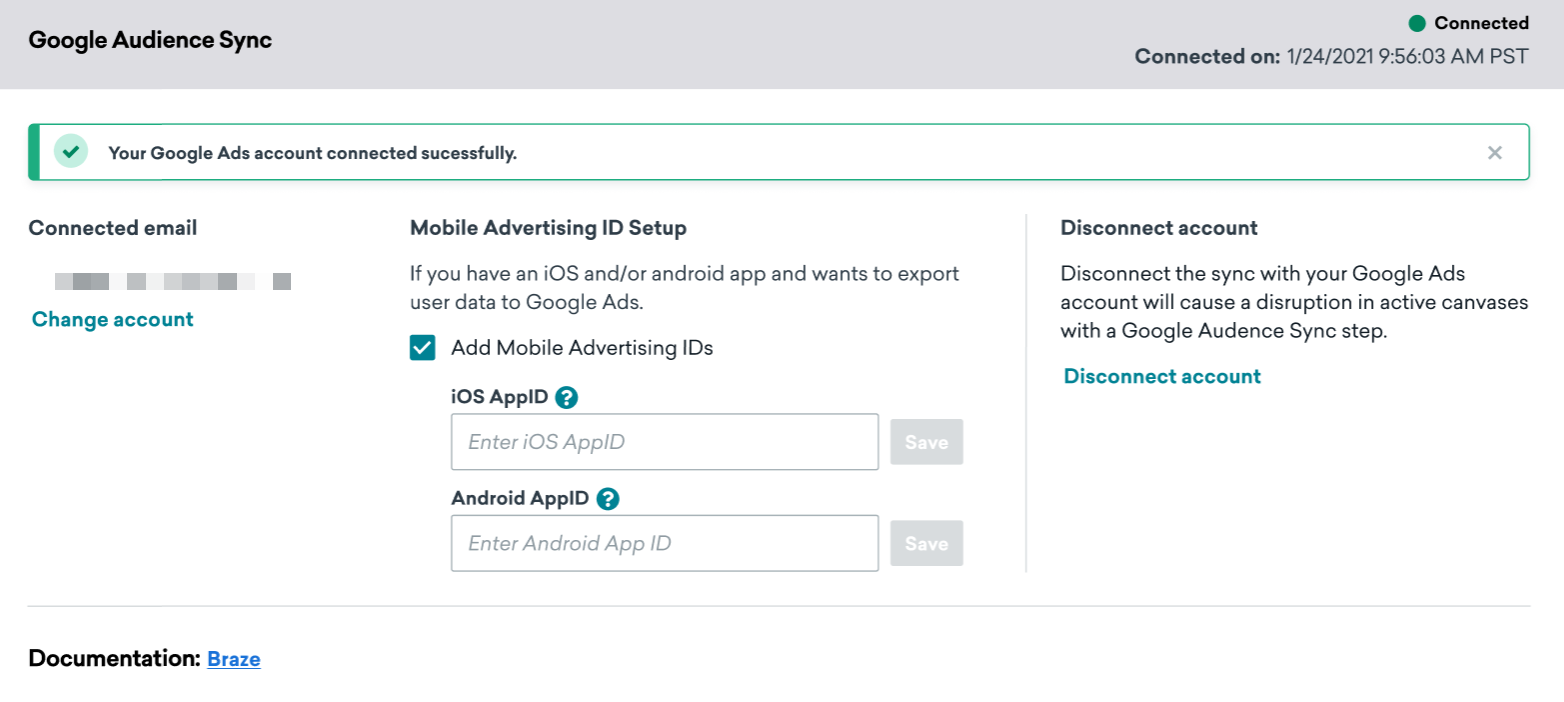 Google Audience Sync
Connected
Connected on: 1/24/2021 9:56:03 AM PST
Your Google Ads account connected sucessfully.
Connected email
Change account
Mobile Advertising ID Setup
If you have an iOS and/or android app and wants to export
user data to Google Ads.
Add Mobile Advertising IDs
iOS AppID ?
Enter iOS AppID
Save
Android AppID ?
Enter Android App ID
Save
Disconnect account
Disconnect the sync with your Google Ads
account will cause a disruption in active canvases
with a Google Audence Sync step.
Disconnect account
Documentation: Braze